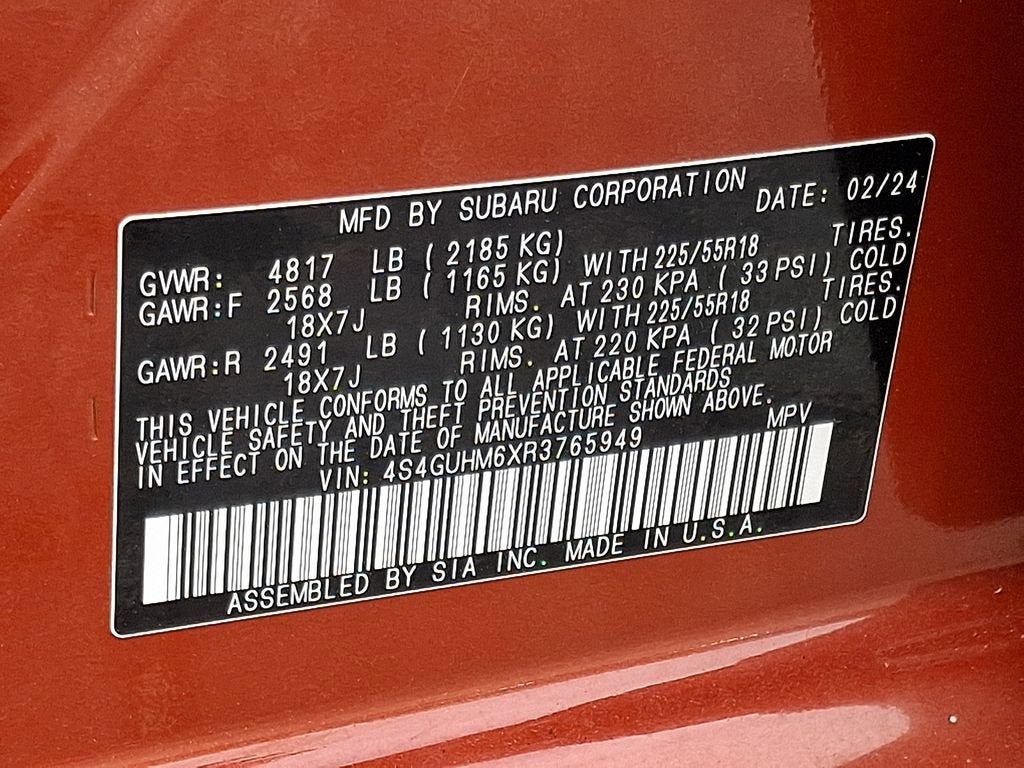 MFD BY SUBARU CORPORATION DATE: 02/24
GVWR: 4817 LB ( 2185 KG)
GAWR:F 2568 LB ( 1165 KG) WITH 225/55R18 TIRES.
18X7J RIMS. AT 230 KPA ( 33 PSI) COLD
GAWR:R 2491 LB ( 1130 KG) WITH 225/55R18 TIRES.
18X7J RIMS. AT 220 KPA ( 32 PSI) COLD
THIS VEHICLE CONFORMS TO ALL APPLICABLE FEDERAL MOTOR
VEHICLE SAFETY AND THEFT PREVENTION STANDARDS
IN EFFECT ON THE DATE OF MANUFACTURE SHOWN ABOVE.
VIN: 4S4GUHM6XR3765949 MPV
ASSEMBLED BY SIA INC. MADE IN U.S.A.